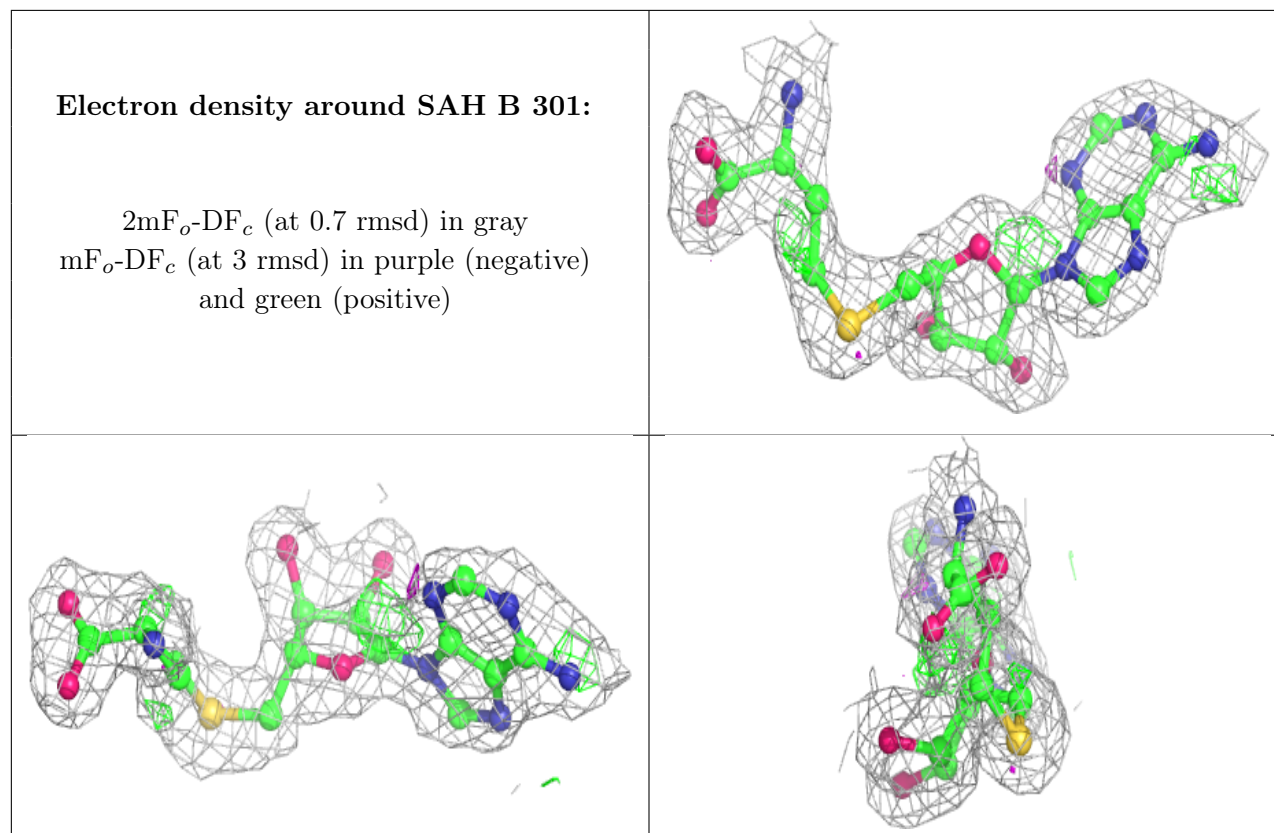 Electron density around SAH B 301:
2mFo-DFc (at 0.7 rmsd) in gray
mFo-DFc (at 3 rmsd) in purple (negative)
and green (positive)